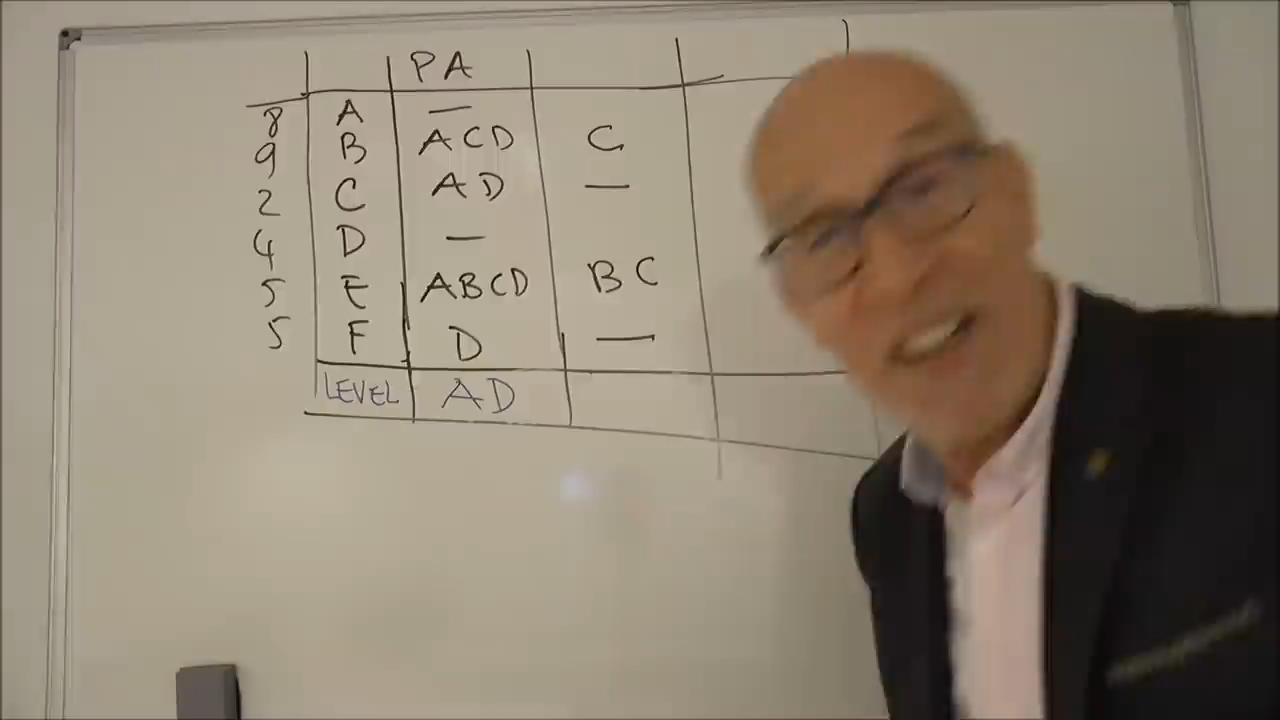 PA
8 A —
9 B ACD C
2 C AD —
4 D —
5 E ABCD BC
5 F D —
LEVEL AD